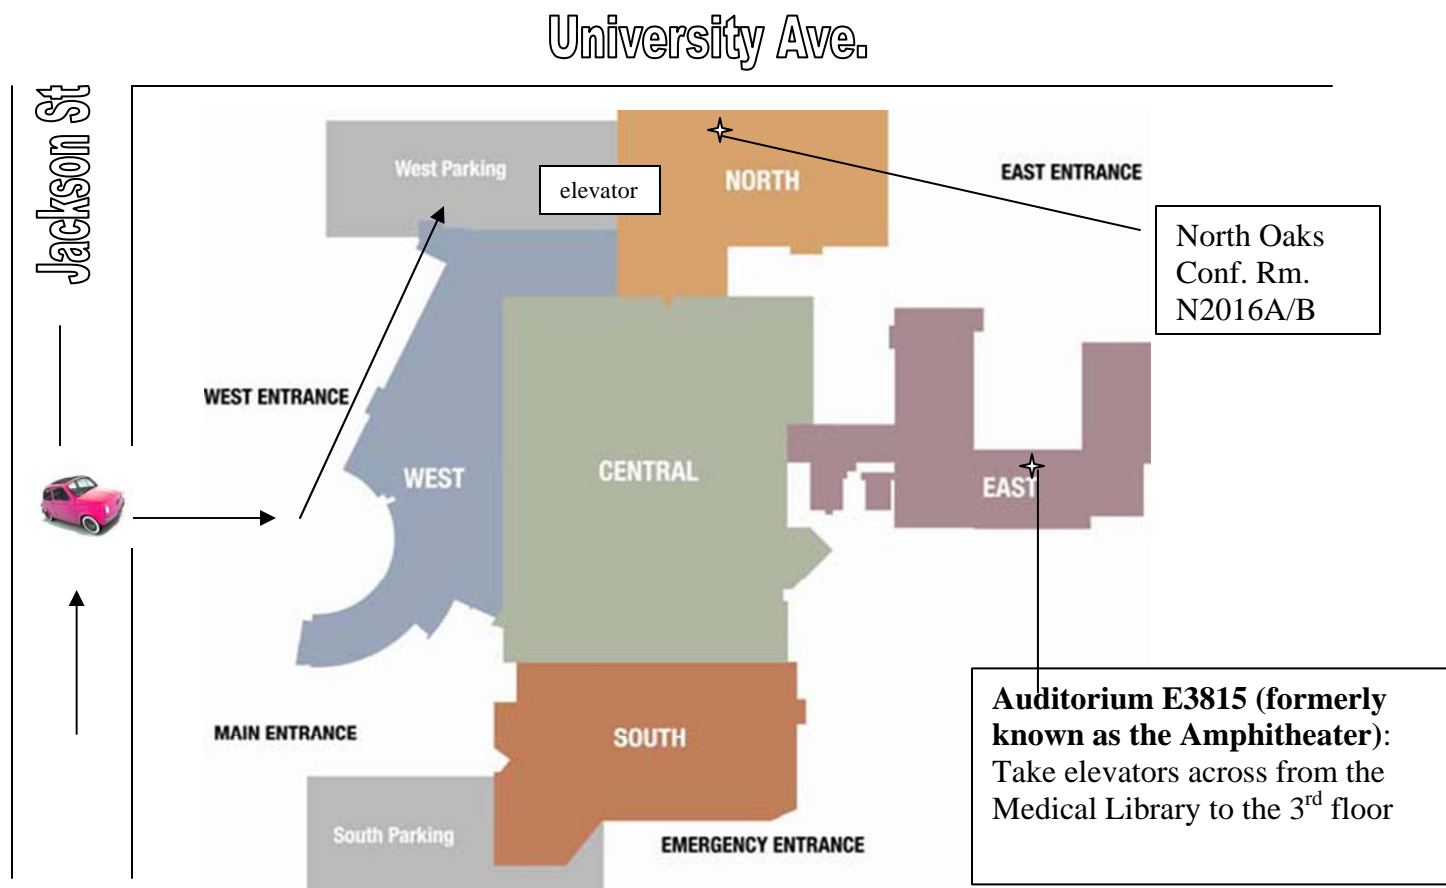 University Ave.
Jackson St
West Parking
elevator
NORTH
EAST ENTRANCE
North Oaks
Conf. Rm.
N2016A/B
WEST ENTRANCE
WEST
CENTRAL
EAST
MAIN ENTRANCE
SOUTH
South Parking
EMERGENCY ENTRANCE
Auditorium E3815 (formerly
known as the Amphitheater):
Take elevators across from the
Medical Library to the 3rd floor